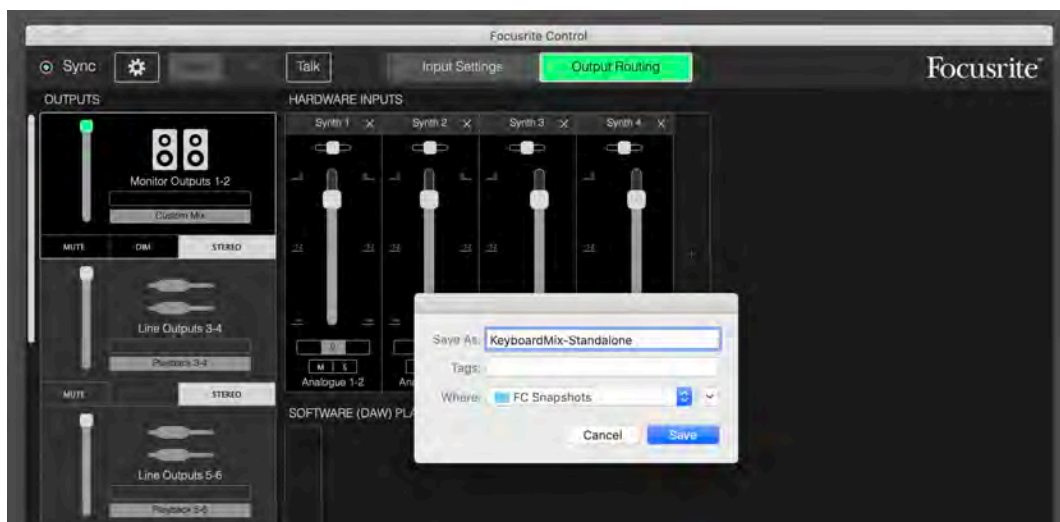 Focusrite Control
Sync
Talk
Input Settings
Output Routing
Focusrite
OUTPUTS
HARDWARE INPUTS
Synth 1 ×
Synth 2 ×
Synth 3 ×
Synth 4 ×
Monitor Outputs 1-2
Custom Mix
MUTE DIM STEREO
Line Outputs 3-4
Playback 3-4
MUTE STEREO
Line Outputs 5-6
Playback 5-6
M S
Analogue 1-2
SOFTWARE (DAW)
Save As: KeyboardMix-Standalone
Tags:
Where: FC Snapshots
Cancel Save